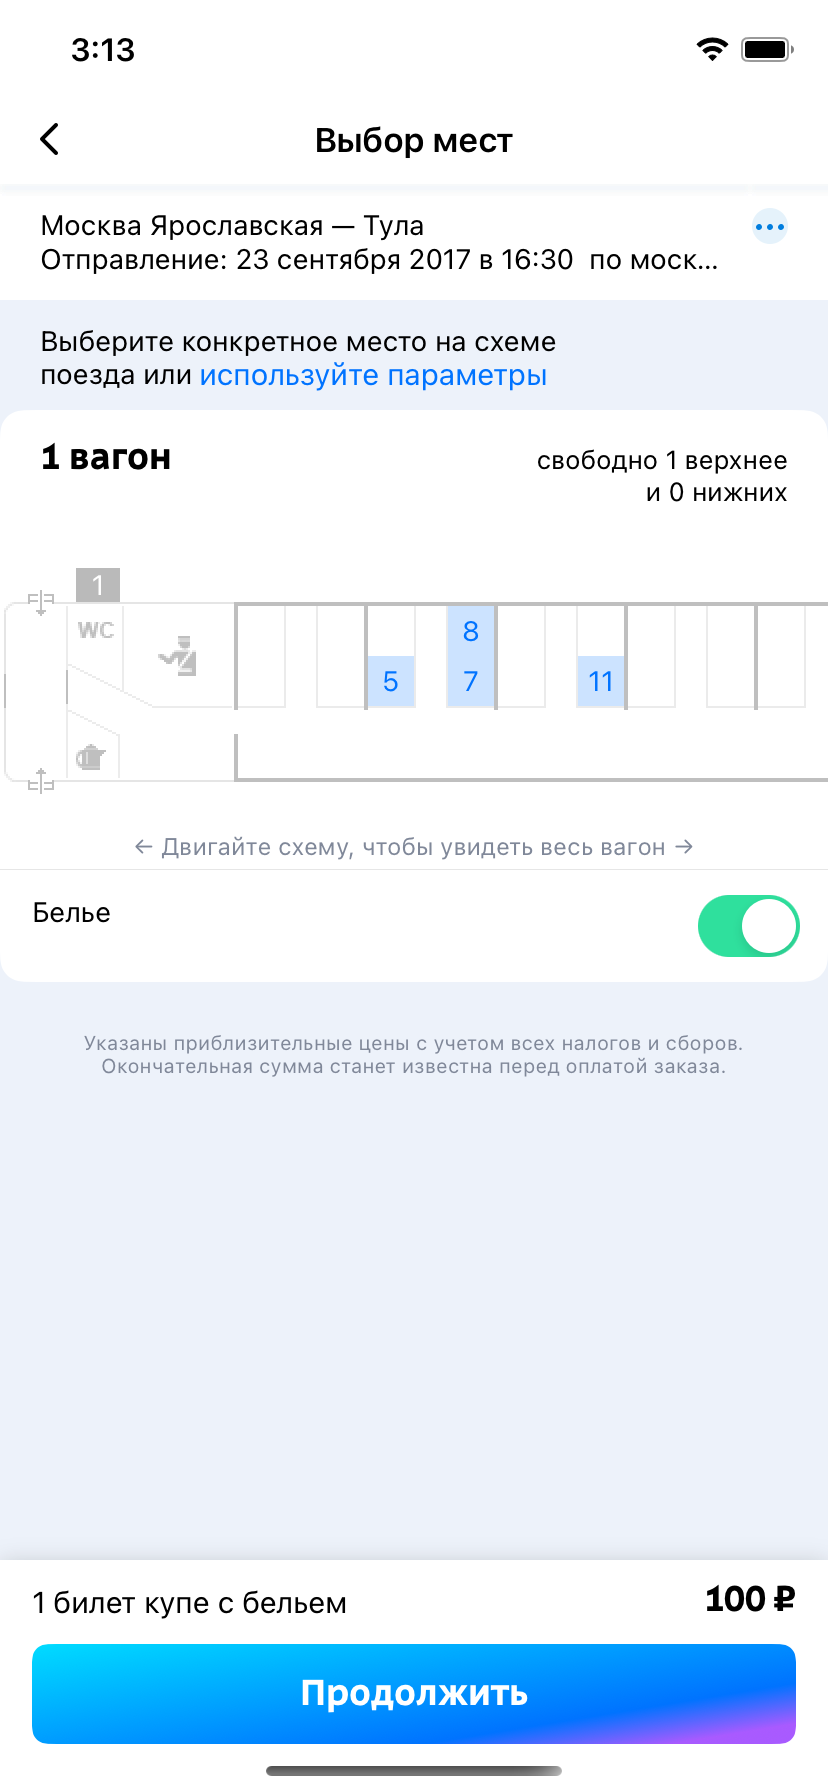 3:13
Выбор мест
Москва Ярославская — Тула
Отправление: 23 сентября 2017 в 16:30  по моск...
Выберите конкретное место на схеме
поезда или используйте параметры
1 вагон
свободно 1 верхнее
и 0 нижних
1
WC
8
5
7
11
← Двигайте схему, чтобы увидеть весь вагон →
Белье
Указаны приблизительные цены с учетом всех налогов и сборов.
Окончательная сумма станет известна перед оплатой заказа.
1 билет купе с бельем
100 ₽
Продолжить